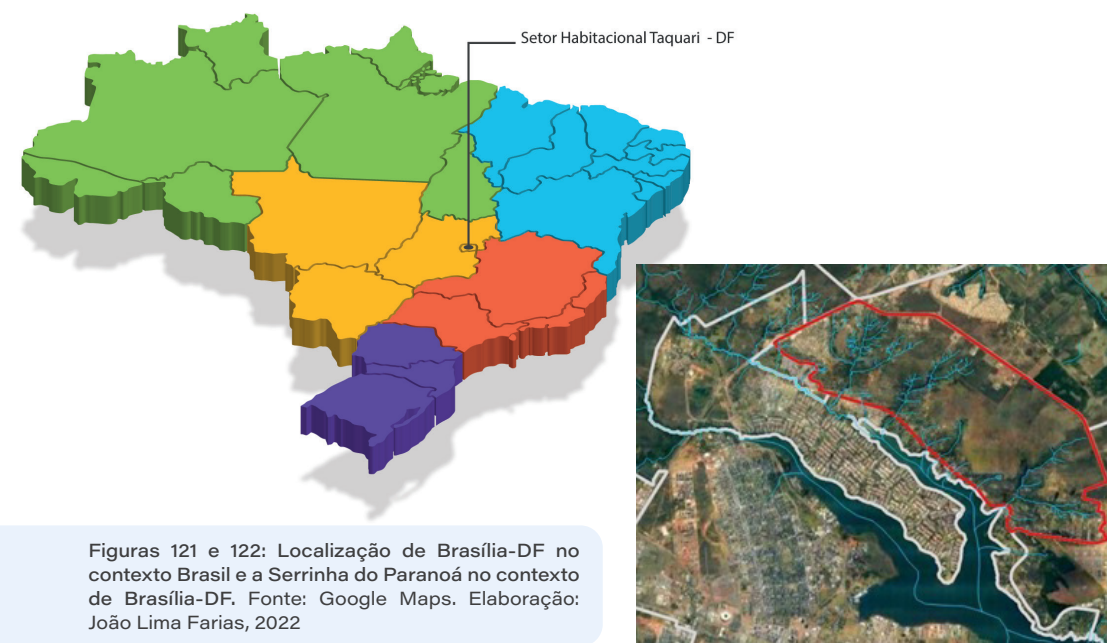 Setor Habitacional Taquari - DF
Figuras 121 e 122: Localização de Brasília-DF no
contexto Brasil e a Serrinha do Paranoá no contexto
de Brasília-DF. Fonte: Google Maps. Elaboração:
João Lima Farias, 2022